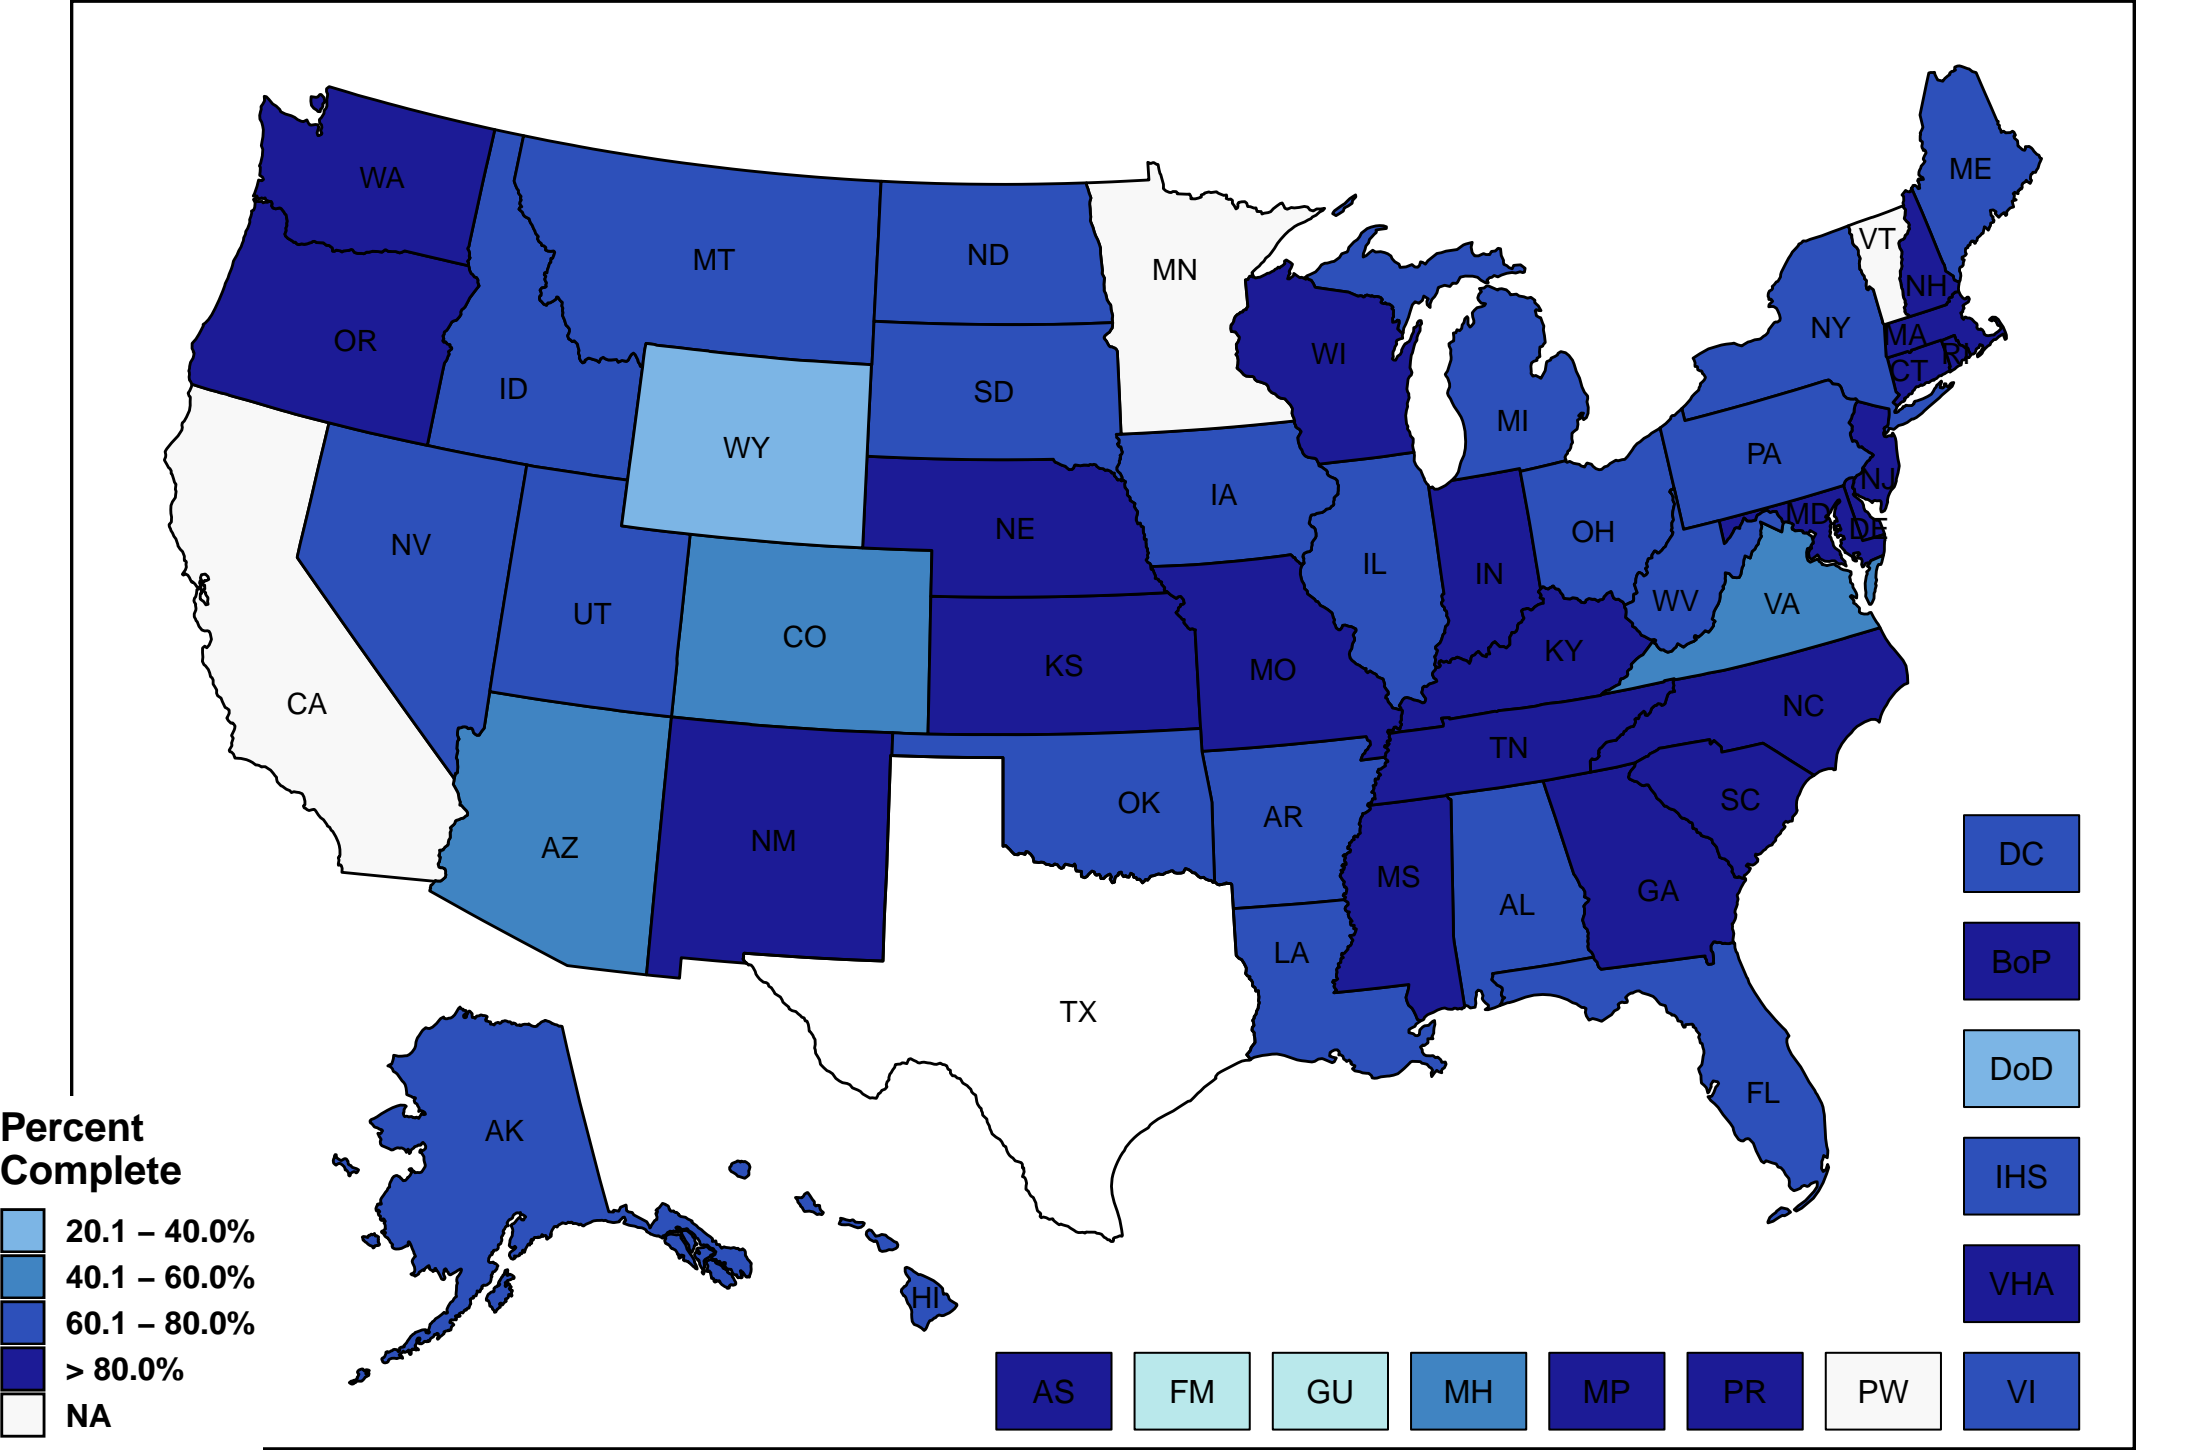 WA
MT
ND
MN
ME
VT
NH
OR
ID
WY
SD
WI
MI
NY
MA
CT
RI
NV
UT
CO
NE
IA
IL
IN
OH
PA
NJ
MD
DE
WV
VA
CA
KS
MO
KY
NC
TN
SC
AZ
NM
OK
AR
MS
AL
GA
LA
TX
FL
AK
HI
DC
BoP
DoD
IHS
VHA
AS
FM
GU
MH
MP
PR
PW
VI
Percent
Complete
20.1 – 40.0%
40.1 – 60.0%
60.1 – 80.0%
> 80.0%
NA